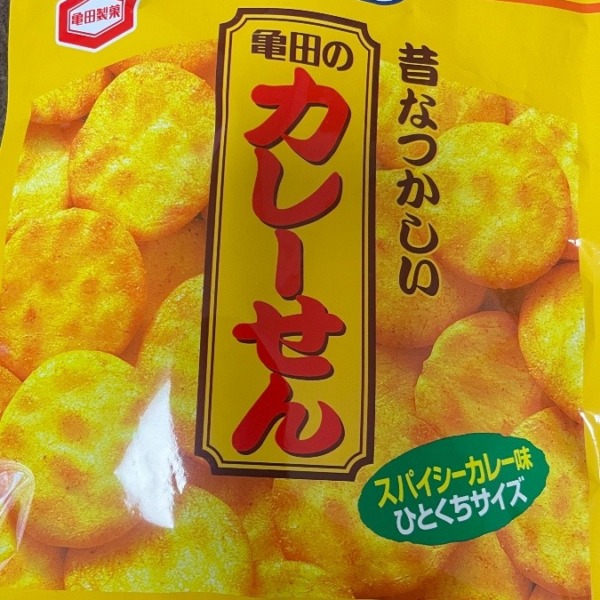 亀田製菓
昔なつかしい
亀田の
カレーせん
スパイシーカレー味
ひとくちサイズ